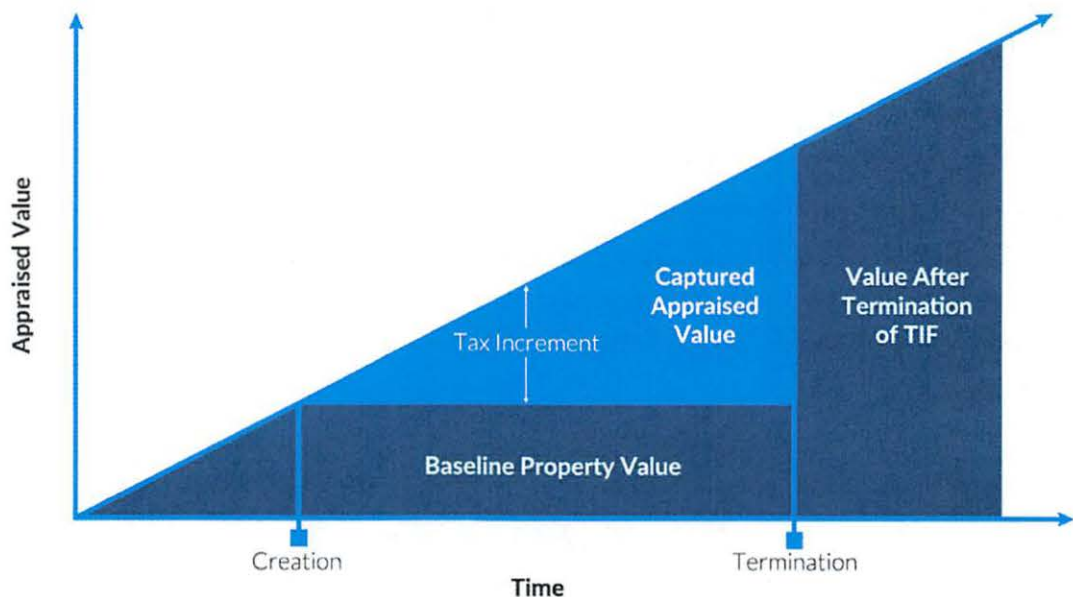 Appraised Value
Captured
Appraised
Value
Value After
Termination
of TIF
Tax Increment
Baseline Property Value
Creation
Termination
Time